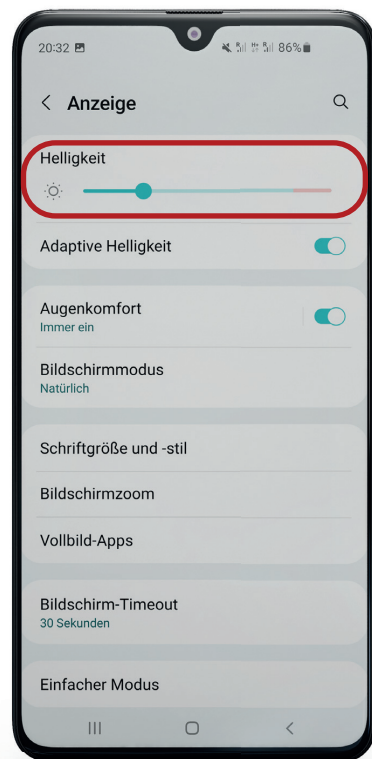 20:32
86%
Anzeige
Helligkeit
Adaptive Helligkeit
Augenkomfort
Immer ein
Bildschirmmodus
Natürlich
Schriftgröße und -stil
Bildschirmzoom
Vollbild-Apps
Bildschirm-Timeout
30 Sekunden
Einfacher Modus